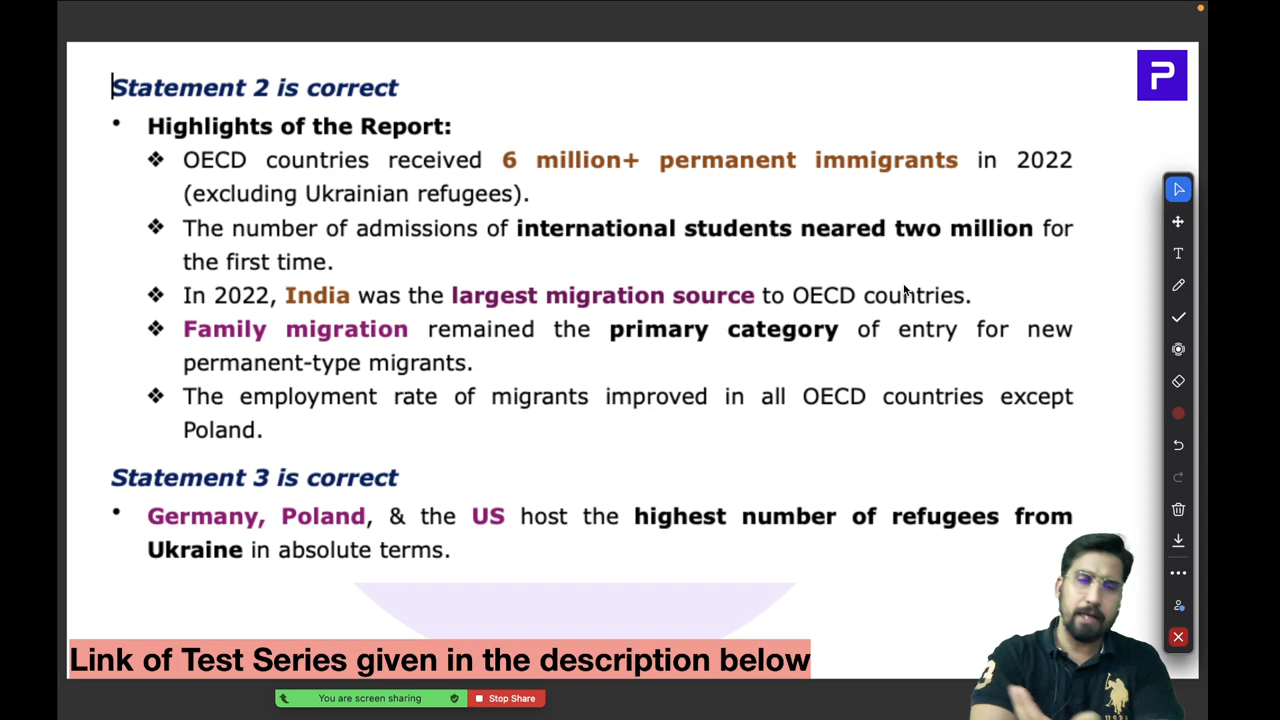 Statement 2 is correct
• Highlights of the Report:
❖ OECD countries received 6 million+ permanent immigrants in 2022
(excluding Ukrainian refugees).
❖ The number of admissions of international students neared two million for
the first time.
❖ In 2022, India was the largest migration source to OECD countries.
❖ Family migration remained the primary category of entry for new
permanent-type migrants.
❖ The employment rate of migrants improved in all OECD countries except
Poland.
Statement 3 is correct
• Germany, Poland, & the US host the highest number of refugees from
Ukraine in absolute terms.
Link of Test Series given in the description below
You are screen sharing
Stop Share
P
T
3